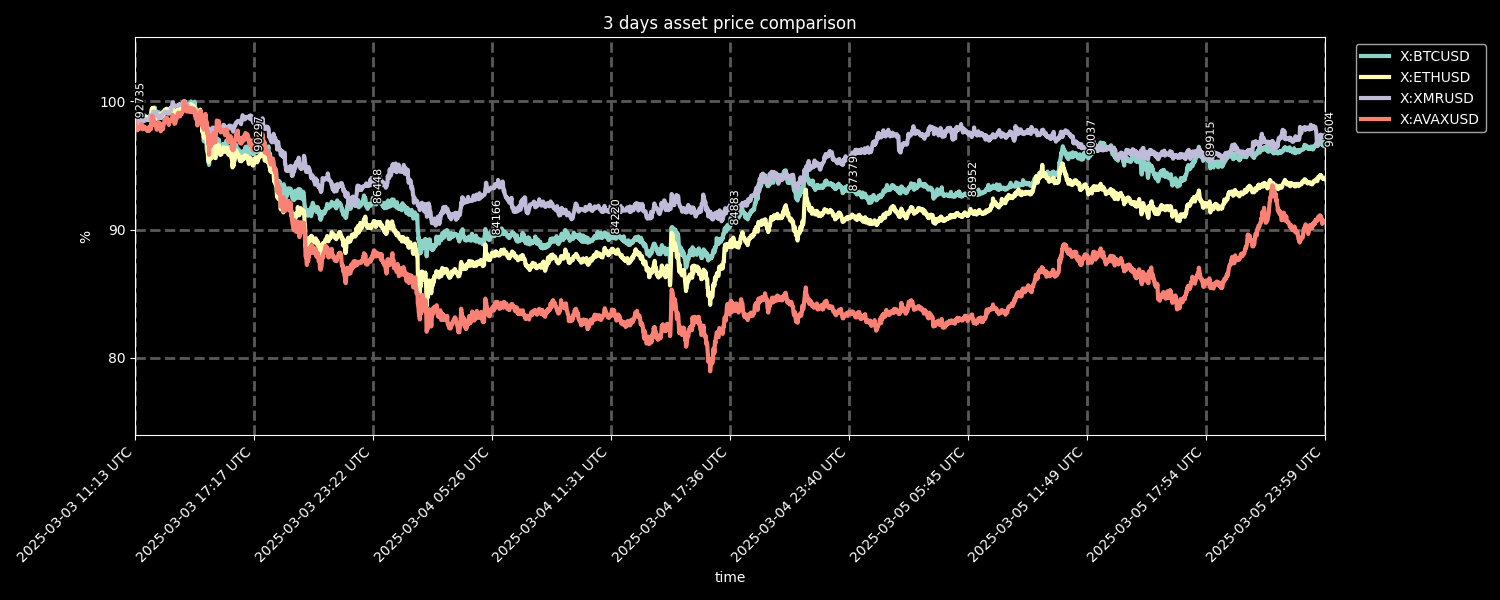 3 days asset price comparison
X:BTCUSD
X:ETHUSD
X:XMRUSD
X:AVAXUSD
%
100
90
80
92735
90297
86448
84166
84220
84883
87379
86952
90037
89915
90604
2025-03-03 11:13 UTC
2025-03-03 17:17 UTC
2025-03-03 23:22 UTC
2025-03-04 05:26 UTC
2025-03-04 11:31 UTC
2025-03-04 17:36 UTC
2025-03-04 23:40 UTC
2025-03-05 05:45 UTC
2025-03-05 11:49 UTC
2025-03-05 17:54 UTC
2025-03-05 23:59 UTC
time